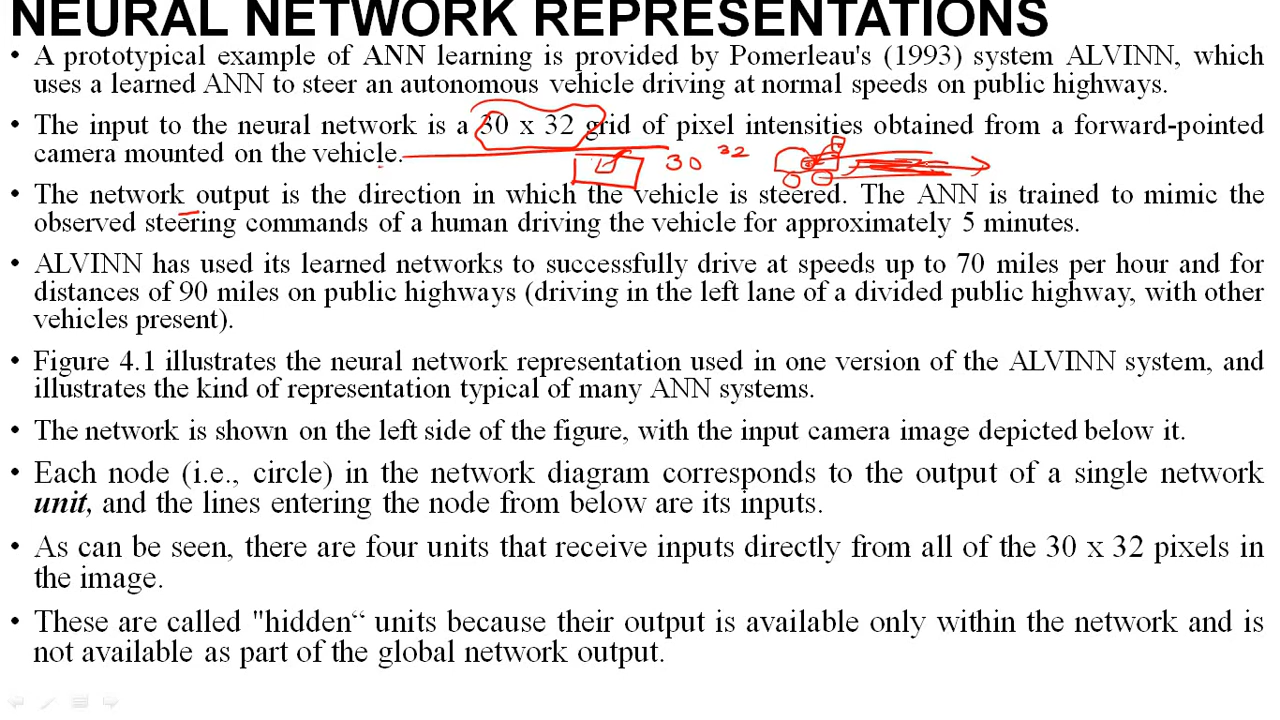 NEURAL NETWORK REPRESENTATIONS
• A prototypical example of ANN learning is provided by Pomerleau's (1993) system ALVINN, which
uses a learned ANN to steer an autonomous vehicle driving at normal speeds on public highways.
• The input to the neural network is a 30 x 32 grid of pixel intensities obtained from a forward-pointed
camera mounted on the vehicle.
30 32
• The network output is the direction in which the vehicle is steered. The ANN is trained to mimic the
observed steering commands of a human driving the vehicle for approximately 5 minutes.
• ALVINN has used its learned networks to successfully drive at speeds up to 70 miles per hour and for
distances of 90 miles on public highways (driving in the left lane of a divided public highway, with other
vehicles present).
• Figure 4.1 illustrates the neural network representation used in one version of the ALVINN system, and
illustrates the kind of representation typical of many ANN systems.
• The network is shown on the left side of the figure, with the input camera image depicted below it.
• Each node (i.e., circle) in the network diagram corresponds to the output of a single network
unit, and the lines entering the node from below are its inputs.
• As can be seen, there are four units that receive inputs directly from all of the 30 x 32 pixels in
the image.
• These are called "hidden“ units because their output is available only within the network and is
not available as part of the global network output.